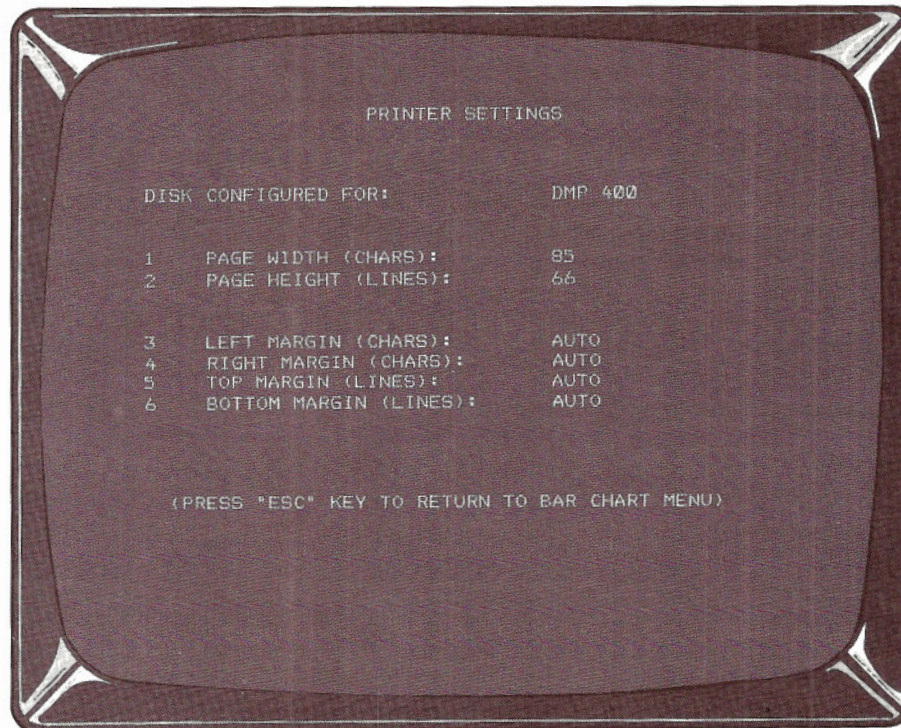 PRINTER SETTINGS
DISK CONFIGURED FOR: DMP 400
1 PAGE WIDTH (CHARS): 85
2 PAGE HEIGHT (LINES): 66
3 LEFT MARGIN (CHARS): AUTO
4 RIGHT MARGIN (CHARS): AUTO
5 TOP MARGIN (LINES): AUTO
6 BOTTOM MARGIN (LINES): AUTO
(PRESS "ESC" KEY TO RETURN TO BAR CHART MENU)